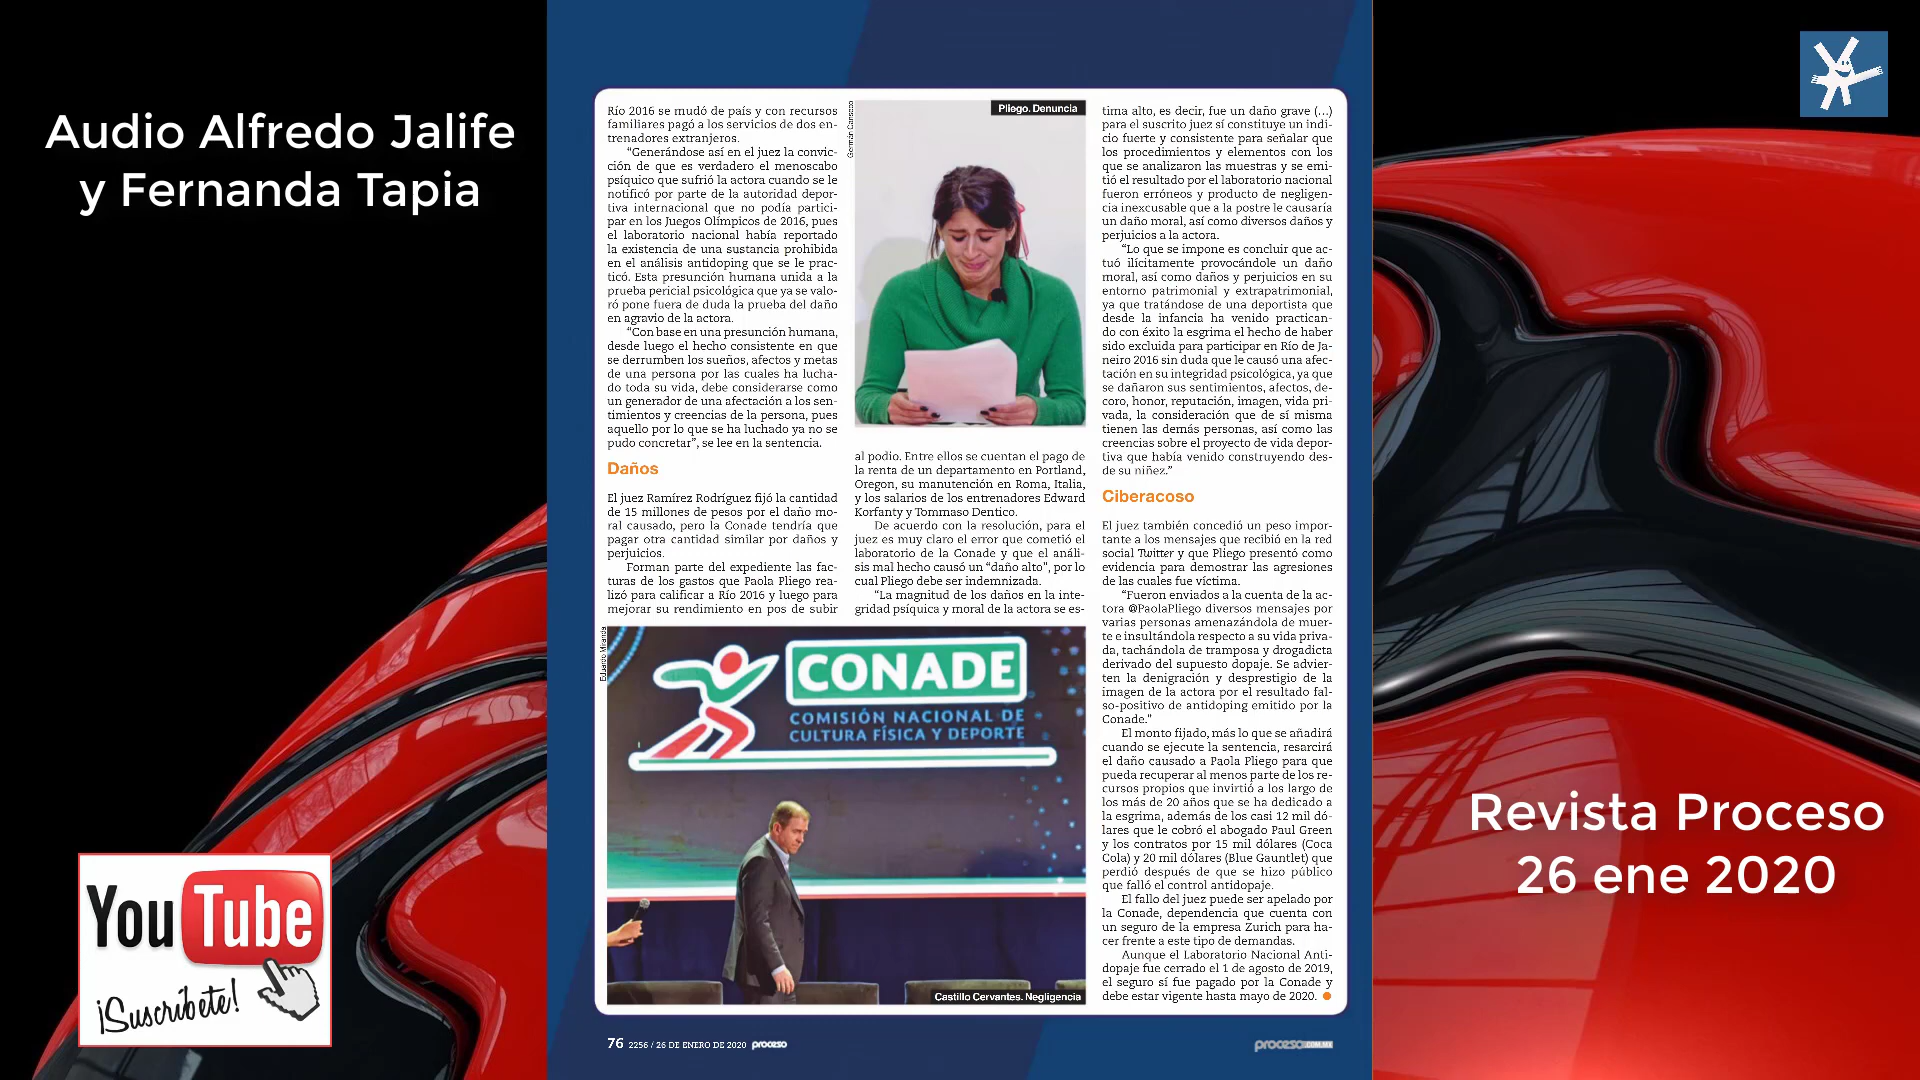 Audio Alfredo Jalife
y Fernanda Tapia
Río 2016 se mudó de país y con recursos
familiares pagó a los servicios de dos en-
trenadores extranjeros.
“Generándose así en el juez la convic-
ción de que es verdadero el menoscabo
psíquico que sufrió la actora cuando se le
notificó por parte de la autoridad depor-
tiva internacional que no podía partici-
par en los Juegos Olímpicos de 2016, pues
el laboratorio nacional había reportado
la existencia de una sustancia prohibida
en el análisis antidoping que se le prac-
ticó. Esta presunción humana unida a la
prueba pericial psicológica que ya se valo-
ró pone fuera de duda la prueba del daño
en agravio de la actora.
“Con base en una presunción humana,
desde luego el hecho consistente en que
se derrumben los sueños, afectos y metas
de una persona por las cuales ha lucha-
do toda su vida, debe considerarse como
un generador de una afectación a los sen-
timientos y creencias de la persona, pues
aquello por lo que se ha luchado ya no se
pudo concretar”, se lee en la sentencia.
Daños
El juez Ramírez Rodríguez fijó la cantidad
de 15 millones de pesos por el daño mo-
ral causado, pero la Conade tendría que
pagar otra cantidad similar por daños y
perjuicios.
Forman parte del expediente las fac-
turas de los gastos que Paola Pliego rea-
lizó para calificar a Río 2016 y luego para
mejorar su rendimiento en pos de subir
Germán Canseco
Pliego. Denuncia
al podio. Entre ellos se cuentan el pago de
la renta de un departamento en Portland,
Oregon, su manutención en Roma, Italia,
y los salarios de los entrenadores Edward
Korfanty y Tommaso Dentico.
De acuerdo con la resolución, para el
juez es muy claro el error que cometió el
laboratorio de la Conade y que el análi-
sis mal hecho causó un “daño alto”, por lo
cual Pliego debe ser indemnizada.
“La magnitud de los daños en la inte-
gridad psíquica y moral de la actora se es-
Eduardo Miranda
CONADE
COMISIÓN NACIONAL DE
CULTURA FÍSICA Y DEPORTE
Castillo Cervantes. Negligencia
tima alto, es decir, fue un daño grave (…)
para el suscrito juez sí constituye un indi-
cio fuerte y consistente para señalar que
los procedimientos y elementos con los
que se analizaron las muestras y se emi-
tió el resultado por el laboratorio nacional
fueron erróneos y producto de negligen-
cia inexcusable que a la postre le causaría
un daño moral, así como diversos daños y
perjuicios a la actora.
“Lo que se impone es concluir que ac-
tuó ilícitamente provocándole un daño
moral, así como daños y perjuicios en su
entorno patrimonial y extrapatrimonial,
ya que tratándose de una deportista que
desde la infancia ha venido practican-
do con éxito la esgrima el hecho de haber
sido excluida para participar en Río de Ja-
neiro 2016 sin duda que le causó una afec-
tación en su integridad psicológica, ya que
se dañaron sus sentimientos, afectos, de-
coro, honor, reputación, imagen, vida pri-
vada, la consideración que de sí misma
tienen las demás personas, así como las
creencias sobre el proyecto de vida depor-
tiva que había venido construyendo des-
de su niñez.”
Ciberacoso
El juez también concedió un peso impor-
tante a los mensajes que recibió en la red
social Twitter y que Pliego presentó como
evidencia para demostrar las agresiones
de las cuales fue víctima.
“Fueron enviados a la cuenta de la ac-
tora @PaolaPliego diversos mensajes por
varias personas amenazándola de muer-
te e insultándola respecto a su vida priva-
da, tachándola de tramposa y drogadicta
derivado del supuesto dopaje. Se advier-
ten la denigración y desprestigio de la
imagen de la actora por el resultado fal-
so-positivo de antidoping emitido por la
Conade.”
El monto fijado, más lo que se añadirá
cuando se ejecute la sentencia, resarcirá
el daño causado a Paola Pliego para que
pueda recuperar al menos parte de los re-
cursos propios que invirtió a los largo de
los más de 20 años que se ha dedicado a
la esgrima, además de los casi 12 mil dó-
lares que le cobró el abogado Paul Green
y los contratos por 15 mil dólares (Coca
Cola) y 20 mil dólares (Blue Gauntlet) que
perdió después de que se hizo público
que falló el control antidopaje.
El fallo del juez puede ser apelado por
la Conade, dependencia que cuenta con
un seguro de la empresa Zurich para ha-
cer frente a este tipo de demandas.
Aunque el Laboratorio Nacional Anti-
dopaje fue cerrado el 1 de agosto de 2019,
el seguro sí fue pagado por la Conade y
debe estar vigente hasta mayo de 2020.
76 2256 / 26 DE ENERO DE 2020 proceso
proceso.COM.MX
Revista Proceso
26 ene 2020
YouTube
¡Suscríbete!